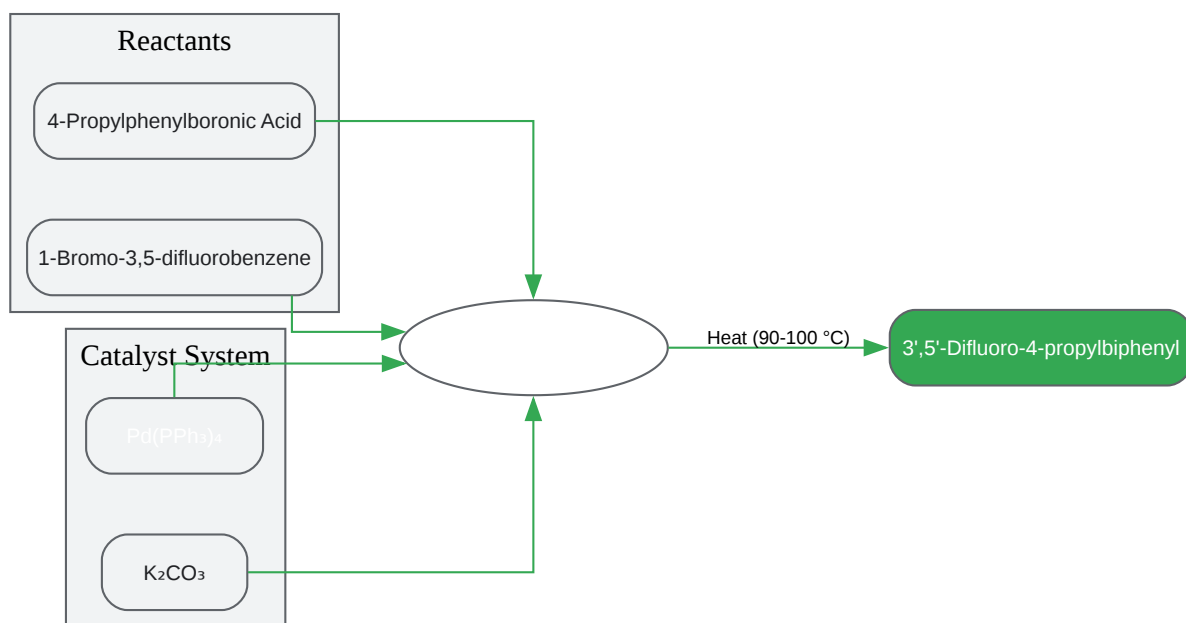 Reactants
4-Propylphenylboronic Acid
1-Bromo-3,5-difluorobenzene
Catalyst System
Pd(PPh₃)₄
K₂CO₃
Heat (90-100 °C)
3',5'-Difluoro-4-propylbiphenyl